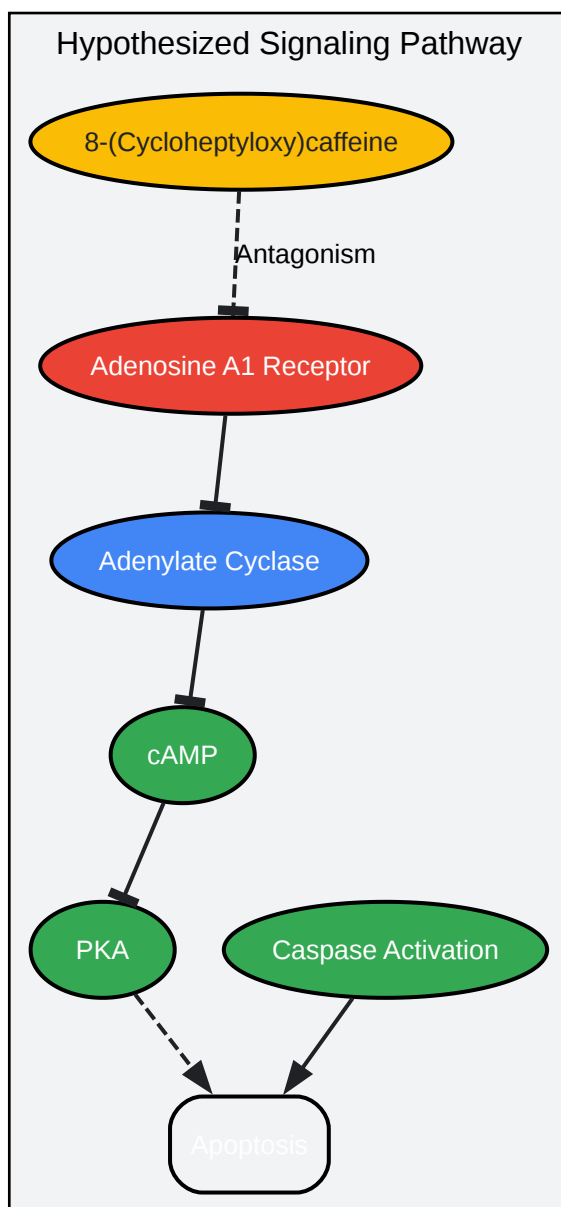 Hypothesized Signaling Pathway
8-(Cycloheptyloxy)caffeine
Antagonism
Adenosine A1 Receptor
Adenylate Cyclase
cAMP
PKA
Caspase Activation
Apoptosis